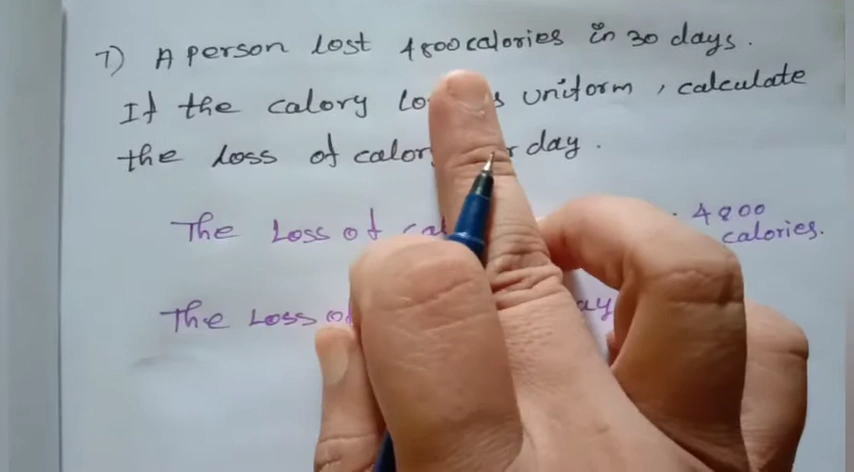 7) A person lost 4800 calories in 30 days.
If the calory uniform, calculate
the loss of day.
The Loss of 4800
calories.
The Loss